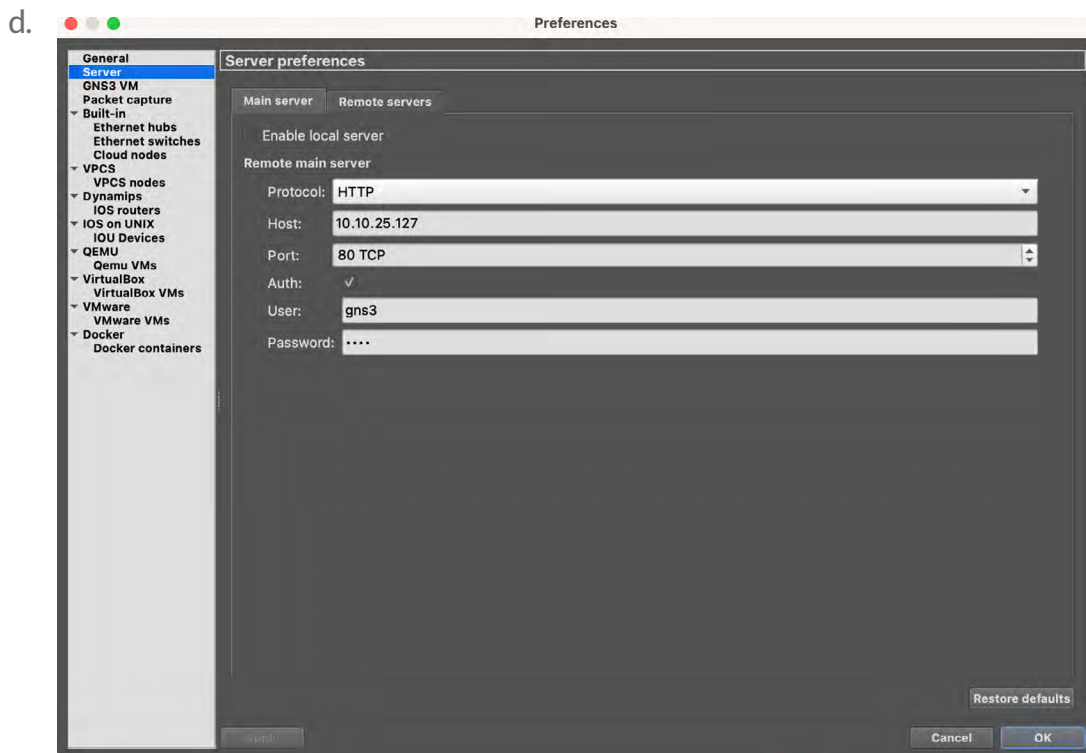 d.
Preferences
General
Server
GNS3 VM
Packet capture
Built-in
Ethernet hubs
Ethernet switches
Cloud nodes
VPCS
VPCS nodes
Dynamips
IOS routers
IOS on UNIX
IOU Devices
QEMU
Qemu VMs
VirtualBox
VirtualBox VMs
VMware
VMware VMs
Docker
Docker containers
Server preferences
Main server Remote servers
Enable local server
Remote main server
Protocol: HTTP
Host: 10.10.25.127
Port: 80 TCP
Auth: ✓
User: gns3
Password: ••••
Restore defaults
Apply Cancel OK